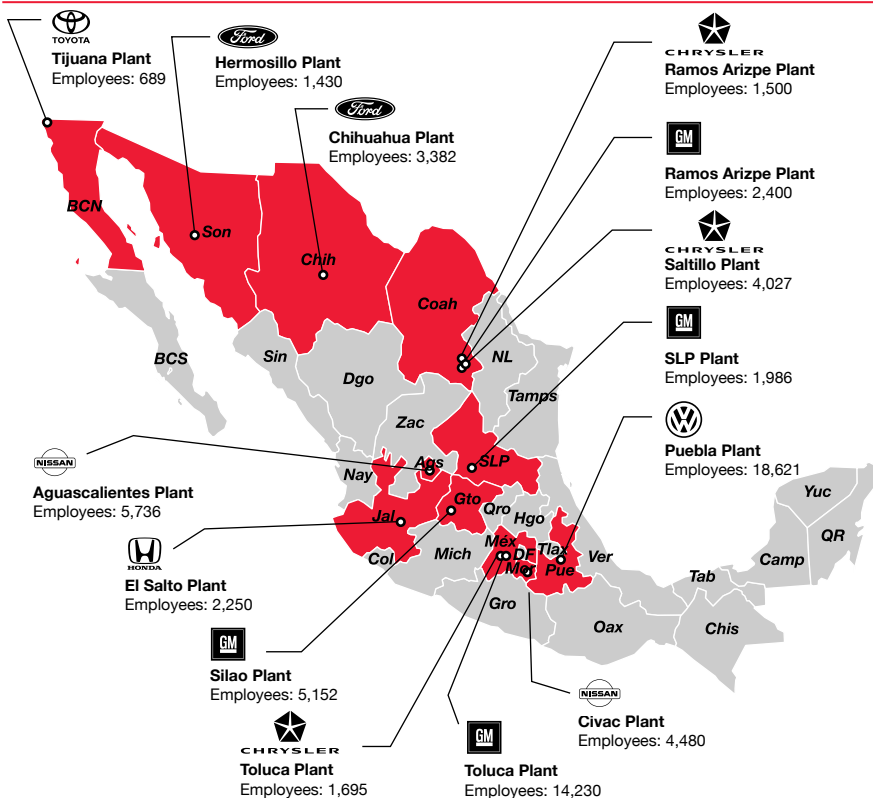 TOYOTA
Tijuana Plant
Employees: 689
Ford
Hermosillo Plant
Employees: 1,430
Ford
Chihuahua Plant
Employees: 3,382
CHRYSLER
Ramos Arizpe Plant
Employees: 1,500
GM
Ramos Arizpe Plant
Employees: 2,400
CHRYSLER
Saltillo Plant
Employees: 4,027
GM
SLP Plant
Employees: 1,986
Puebla Plant
Employees: 18,621
BCN
Son
Chih
Coah
BCS
Sin
Dgo
NL
Tamps
Zac
Ags
SLP
Nay
Jal
Gto
Qro
Hgo
Col
Mich
Méx
DF
Mor
Tlax
Pue
Ver
Gro
Oax
Tab
Chis
Camp
Yuc
QR
NISSAN
Aguascalientes Plant
Employees: 5,736
HONDA
El Salto Plant
Employees: 2,250
GM
Silao Plant
Employees: 5,152
CHRYSLER
Toluca Plant
Employees: 1,695
GM
Toluca Plant
Employees: 14,230
NISSAN
Civac Plant
Employees: 4,480